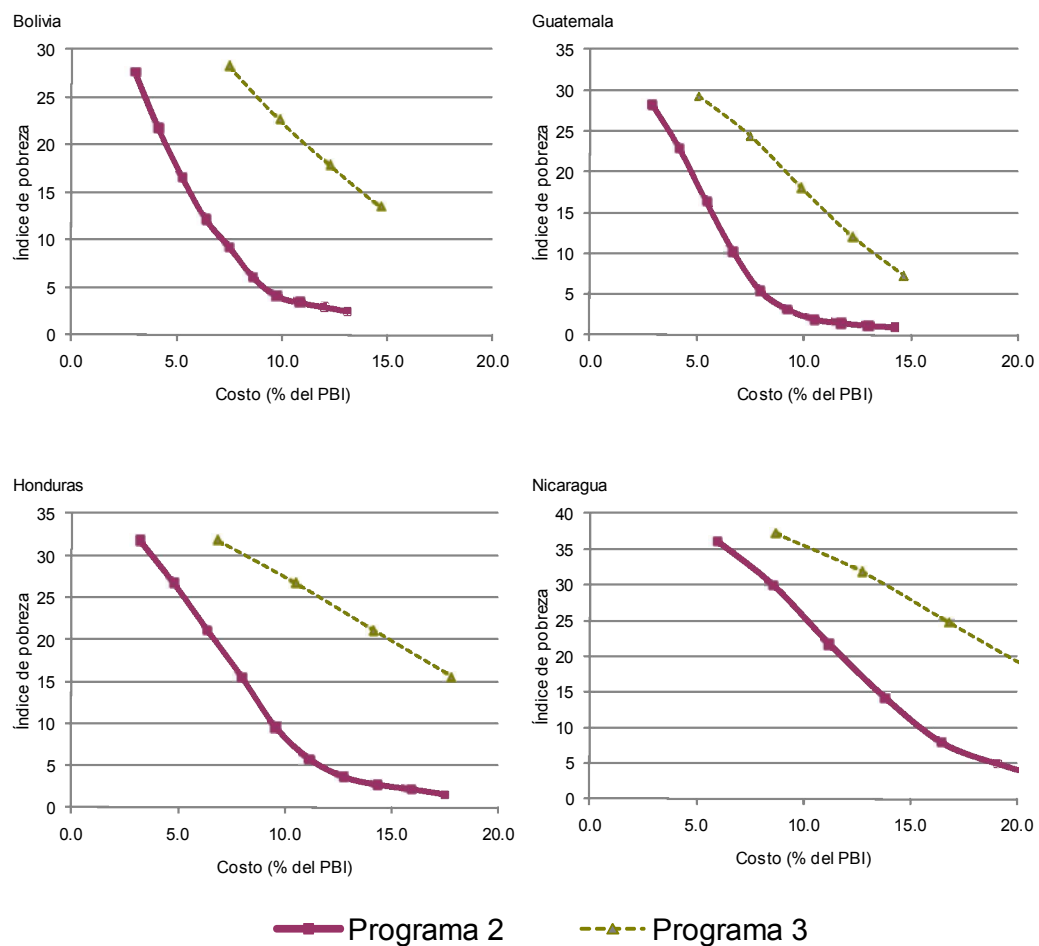 Bolivia
30
25
20
15
10
5
0
Índice de pobreza
0.0 5.0 10.0 15.0 20.0
Costo (% del PBI)
Guatemala
35
30
25
20
15
10
5
0
Índice de pobreza
0.0 5.0 10.0 15.0 20.0
Costo (% del PBI)
Honduras
35
30
25
20
15
10
5
0
Índice de pobreza
0.0 5.0 10.0 15.0 20.0
Costo (% del PBI)
Nicaragua
40
35
30
25
20
15
10
5
0
Índice de pobreza
0.0 5.0 10.0 15.0 20.0
Costo (% del PBI)
Programa 2 Programa 3